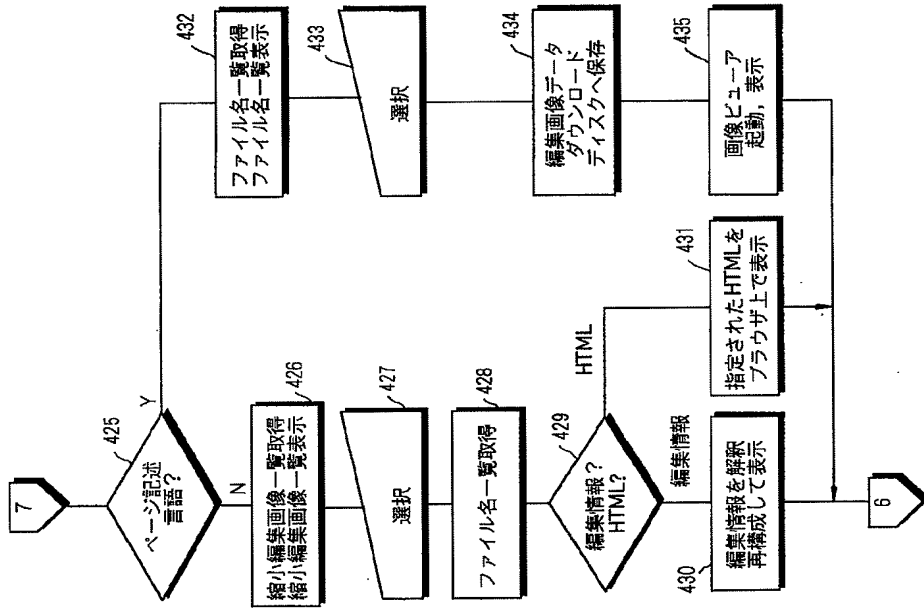 7
425
ページ記述
言語?
Y
N
426
縮小編集画像一覧取得
縮小編集画像一覧表示
427
選択
428
ファイル名一覧取得
429
編集情報?
HTML?
HTML
編集情報
430
編集情報を解釈
再構成して表示
431
指定されたHTMLを
ブラウザ上で表示
432
ファイル名一覧取得
ファイル名一覧表示
433
選択
434
編集画像データ
ダウンロード
ディスクへ保存
435
画像ビューア
起動,表示
6